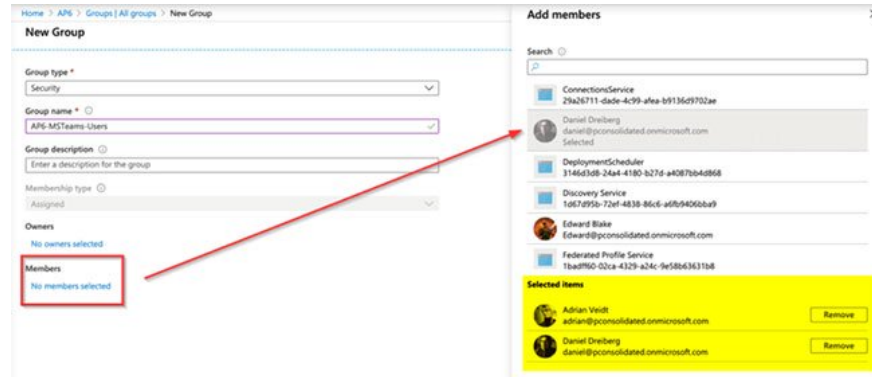 Home > AP6 > Groups | All groups > New Group
New Group
Group type *
Security
Group name *
AP6-MSTeams-Users
Group description
Enter a description for the group
Membership type
Assigned
Owners
No owners selected
Members
No members selected
Add members
Search
ConnectionsService
29a26711-dade-4c99-afea-b9136d9702ae
Daniel Dreiberg
daniel@pconsolidated.onmicrosoft.com
Selected
DeploymentScheduler
3146d3d8-24a4-4180-b27d-a4087bb4d868
Discovery Service
1d67d95b-72ef-4838-86c6-a6fb9406bba9
Edward Blake
Edward@pconsolidated.onmicrosoft.com
Federated Profile Service
1badff60-02ca-4329-a24c-9e58b63631b8
Selected items
Adrian Veidt
adrian@pconsolidated.onmicrosoft.com
Remove
Daniel Dreiberg
daniel@pconsolidated.onmicrosoft.com
Remove